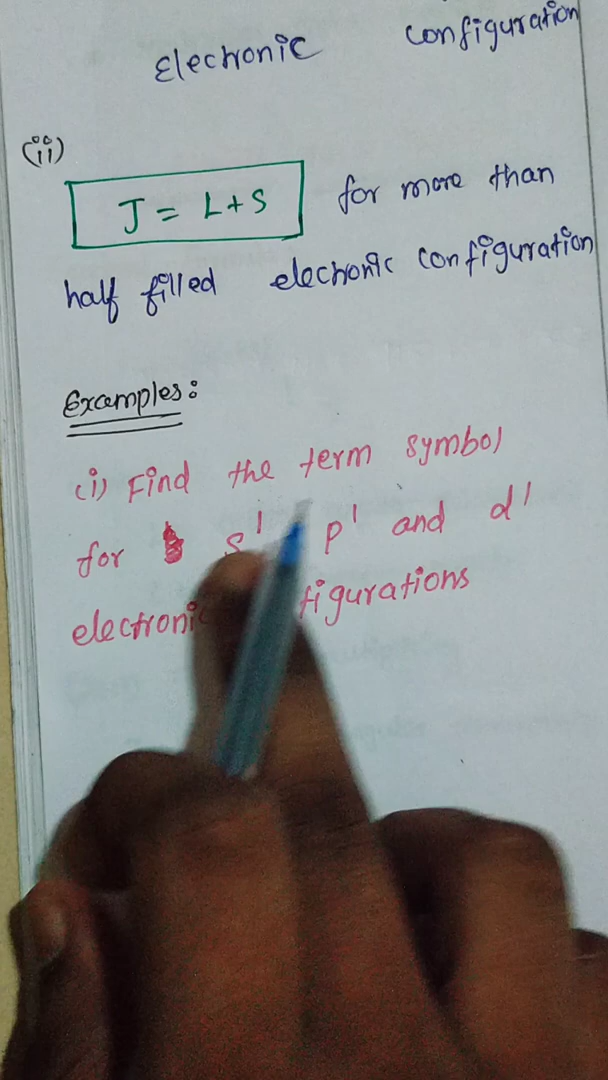 Electronic configuration
(ii)
J = L+S for more than
half filled electronic configuration
Examples:
(i) Find the term symbol
for s¹ p¹ and d¹
electroni figurations